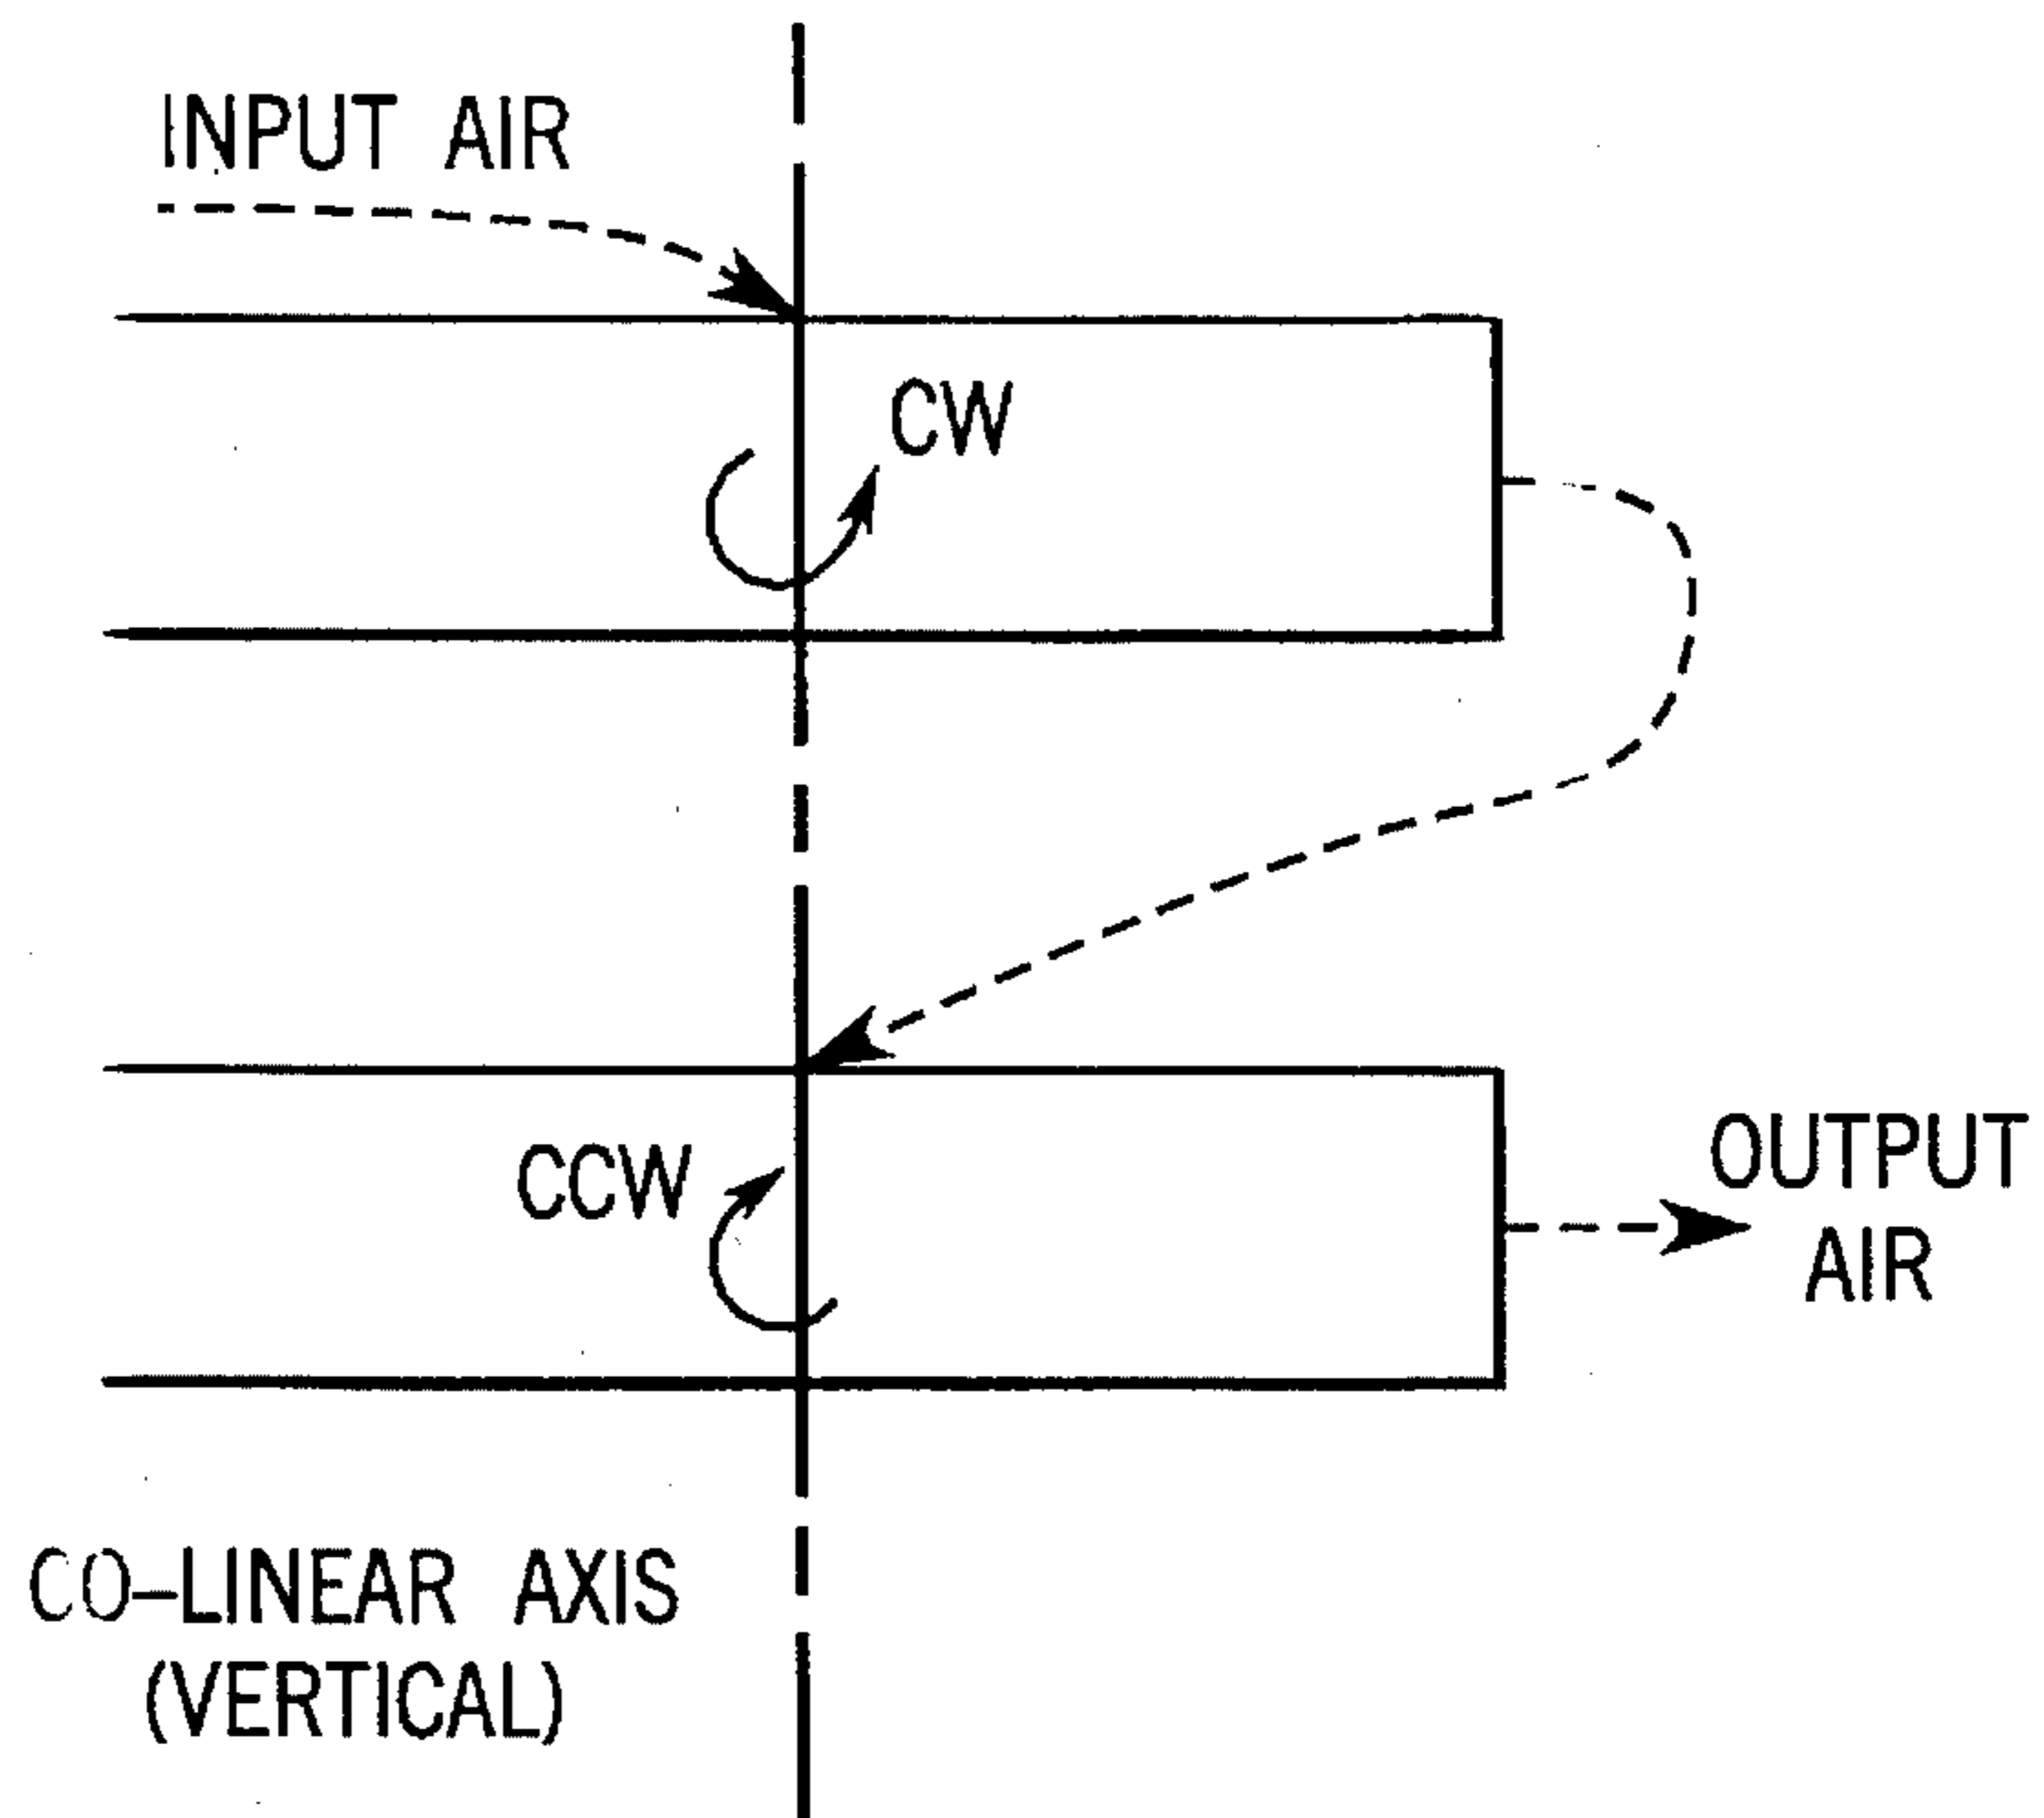 INPUT AIR
CW
CCW
OUTPUT
AIR
CO-LINEAR AXIS
(VERTICAL)